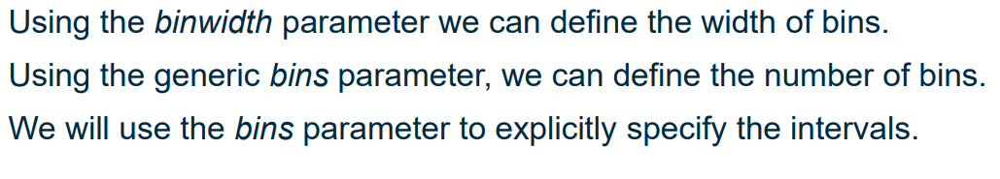 Using the binwidth parameter we can define the width of bins.
Using the generic bins parameter, we can define the number of bins.
We will use the bins parameter to explicitly specify the intervals.